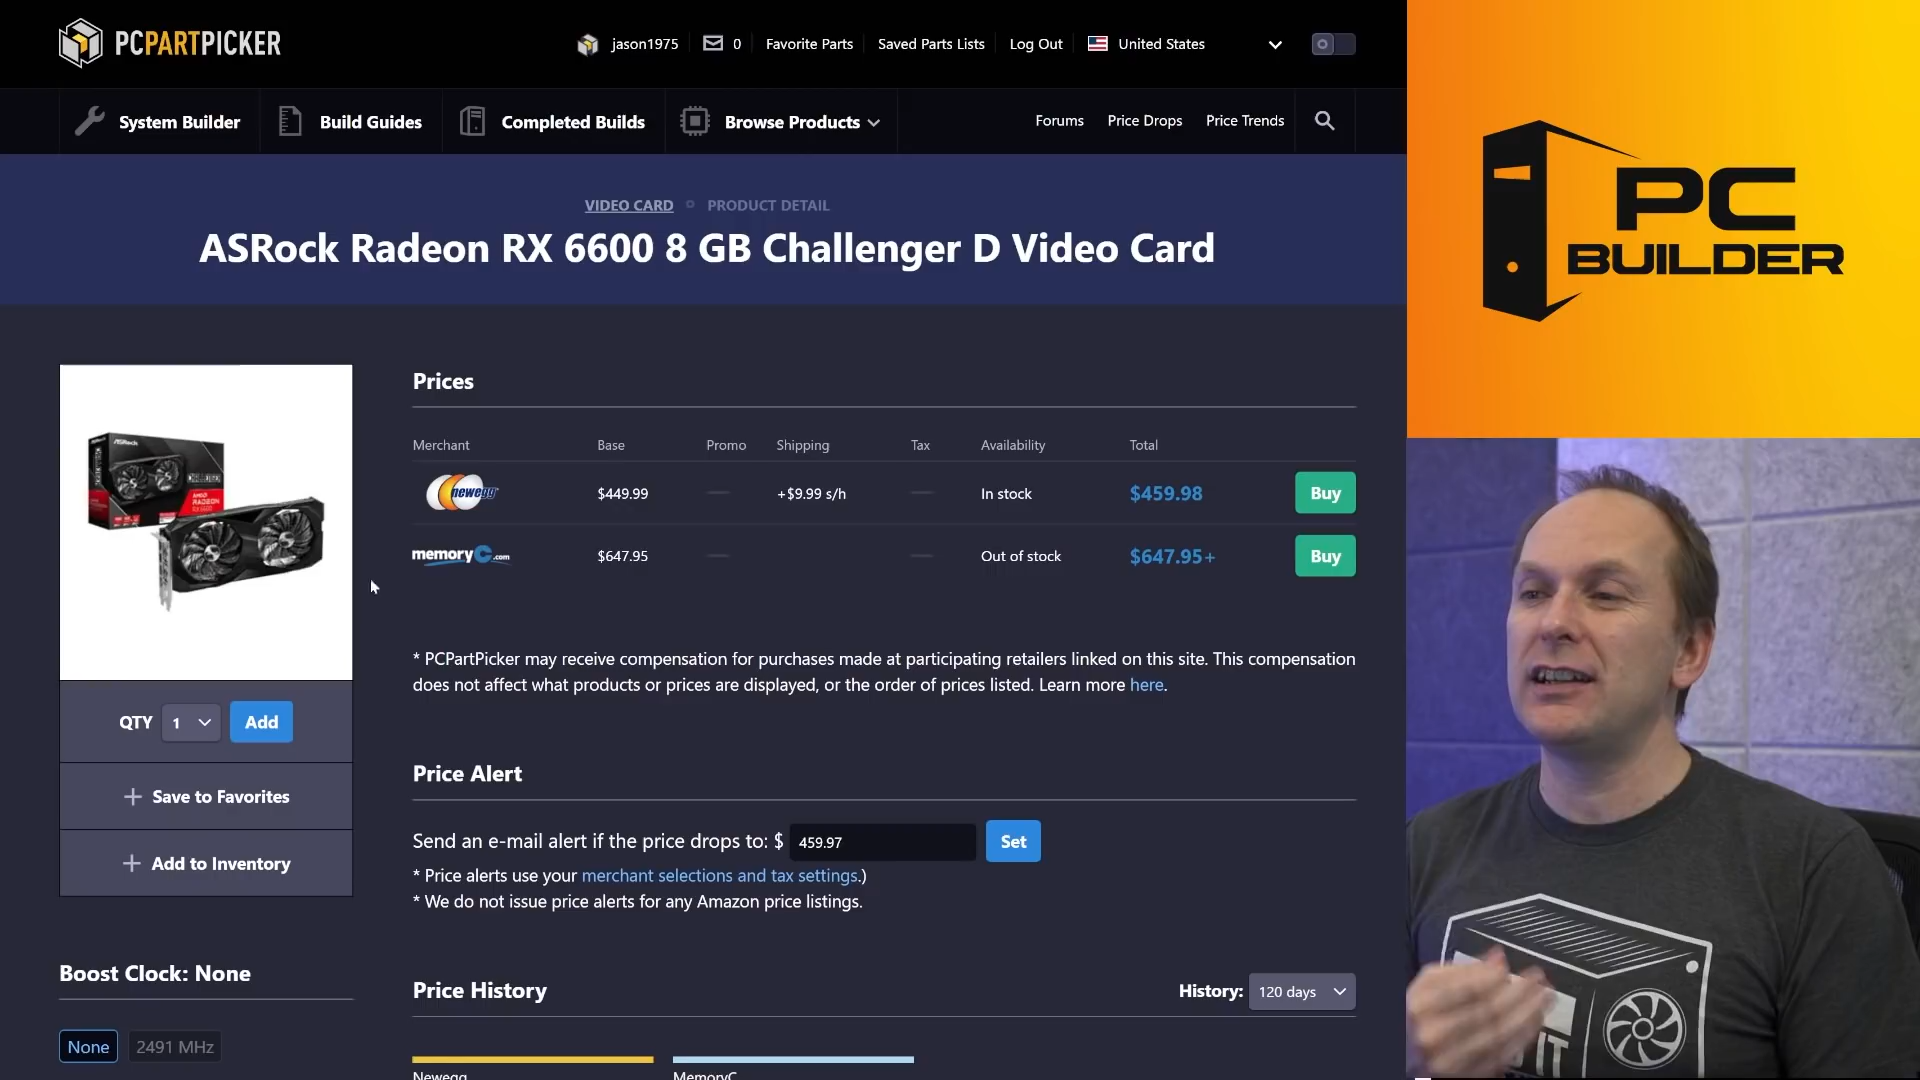 PCPARTPICKER
jason1975
0
Favorite Parts
Saved Parts Lists
Log Out
United States
System Builder
Build Guides
Completed Builds
Browse Products
Forums
Price Drops
Price Trends
VIDEO CARD
PRODUCT DETAIL
ASRock Radeon RX 6600 8 GB Challenger D Video Card
PC
BUILDER
Prices
Merchant Base Promo Shipping Tax Availability Total
newegg $449.99 — +$9.99 s/h — In stock $459.98 Buy
memoryC.com $647.95 — — Out of stock $647.95+ Buy
* PCPartPicker may receive compensation for purchases made at participating retailers linked on this site. This compensation
does not affect what products or prices are displayed, or the order of prices listed. Learn more here.
QTY 1 Add
+ Save to Favorites
+ Add to Inventory
Price Alert
Send an e-mail alert if the price drops to: $ 459.97 Set
* Price alerts use your merchant selections and tax settings.)
* We do not issue price alerts for any Amazon price listings.
Boost Clock: None
None 2491 MHz
Price History
History: 120 days
Newegg
MemoryC
IT